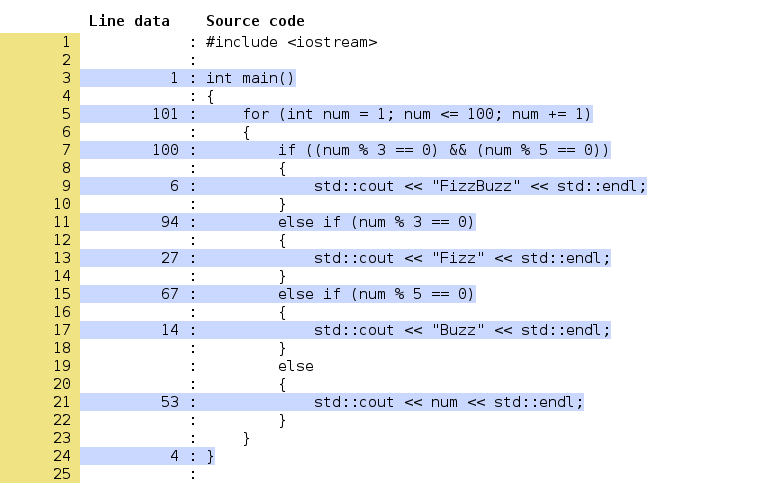 Line data    Source code
 1             : #include <iostream>
 2             :
 3           1 : int main()
 4             : {
 5         101 :     for (int num = 1; num <= 100; num += 1)
 6             :     {
 7         100 :         if ((num % 3 == 0) && (num % 5 == 0))
 8             :         {
 9           6 :             std::cout << "FizzBuzz" << std::endl;
10             :         }
11          94 :         else if (num % 3 == 0)
12             :         {
13          27 :             std::cout << "Fizz" << std::endl;
14             :         }
15          67 :         else if (num % 5 == 0)
16             :         {
17          14 :             std::cout << "Buzz" << std::endl;
18             :         }
19             :         else
20             :         {
21          53 :             std::cout << num << std::endl;
22             :         }
23             :     }
24           4 : }
25             :